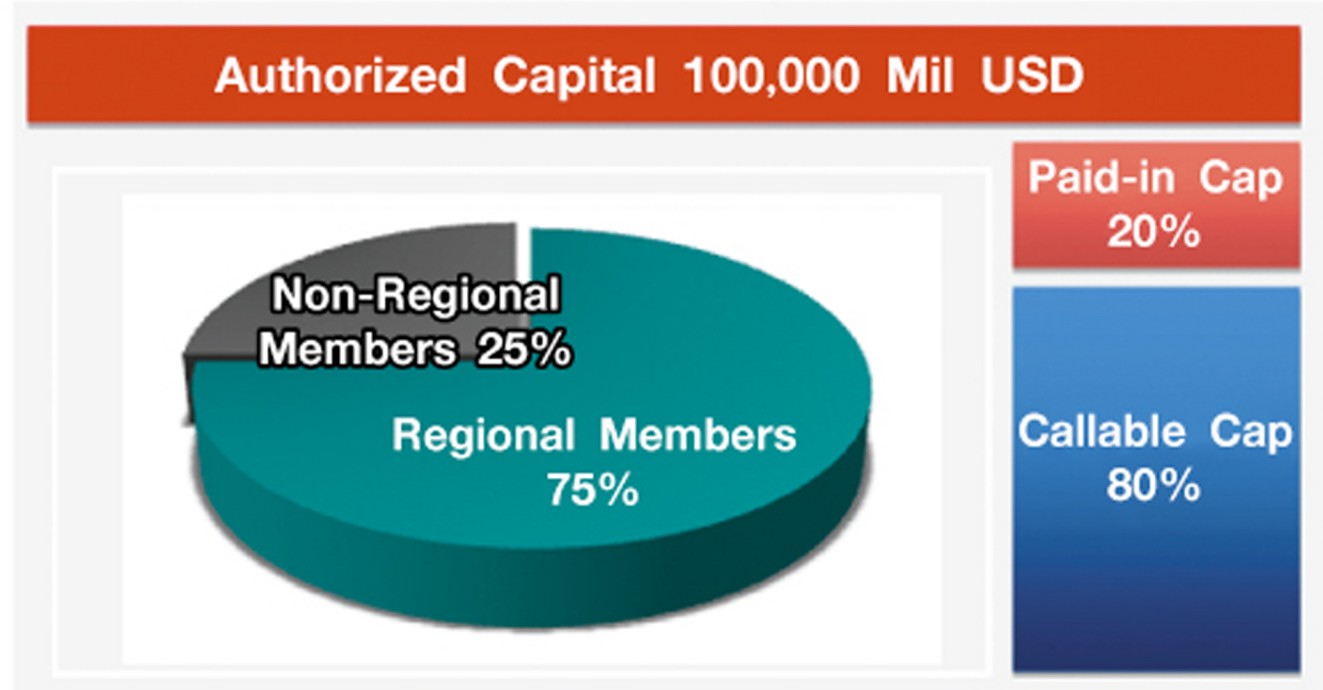 Authorized Capital 100,000 Mil USD
Non-Regional
Members 25%
Regional Members
75%
Paid-in Cap
20%
Callable Cap
80%